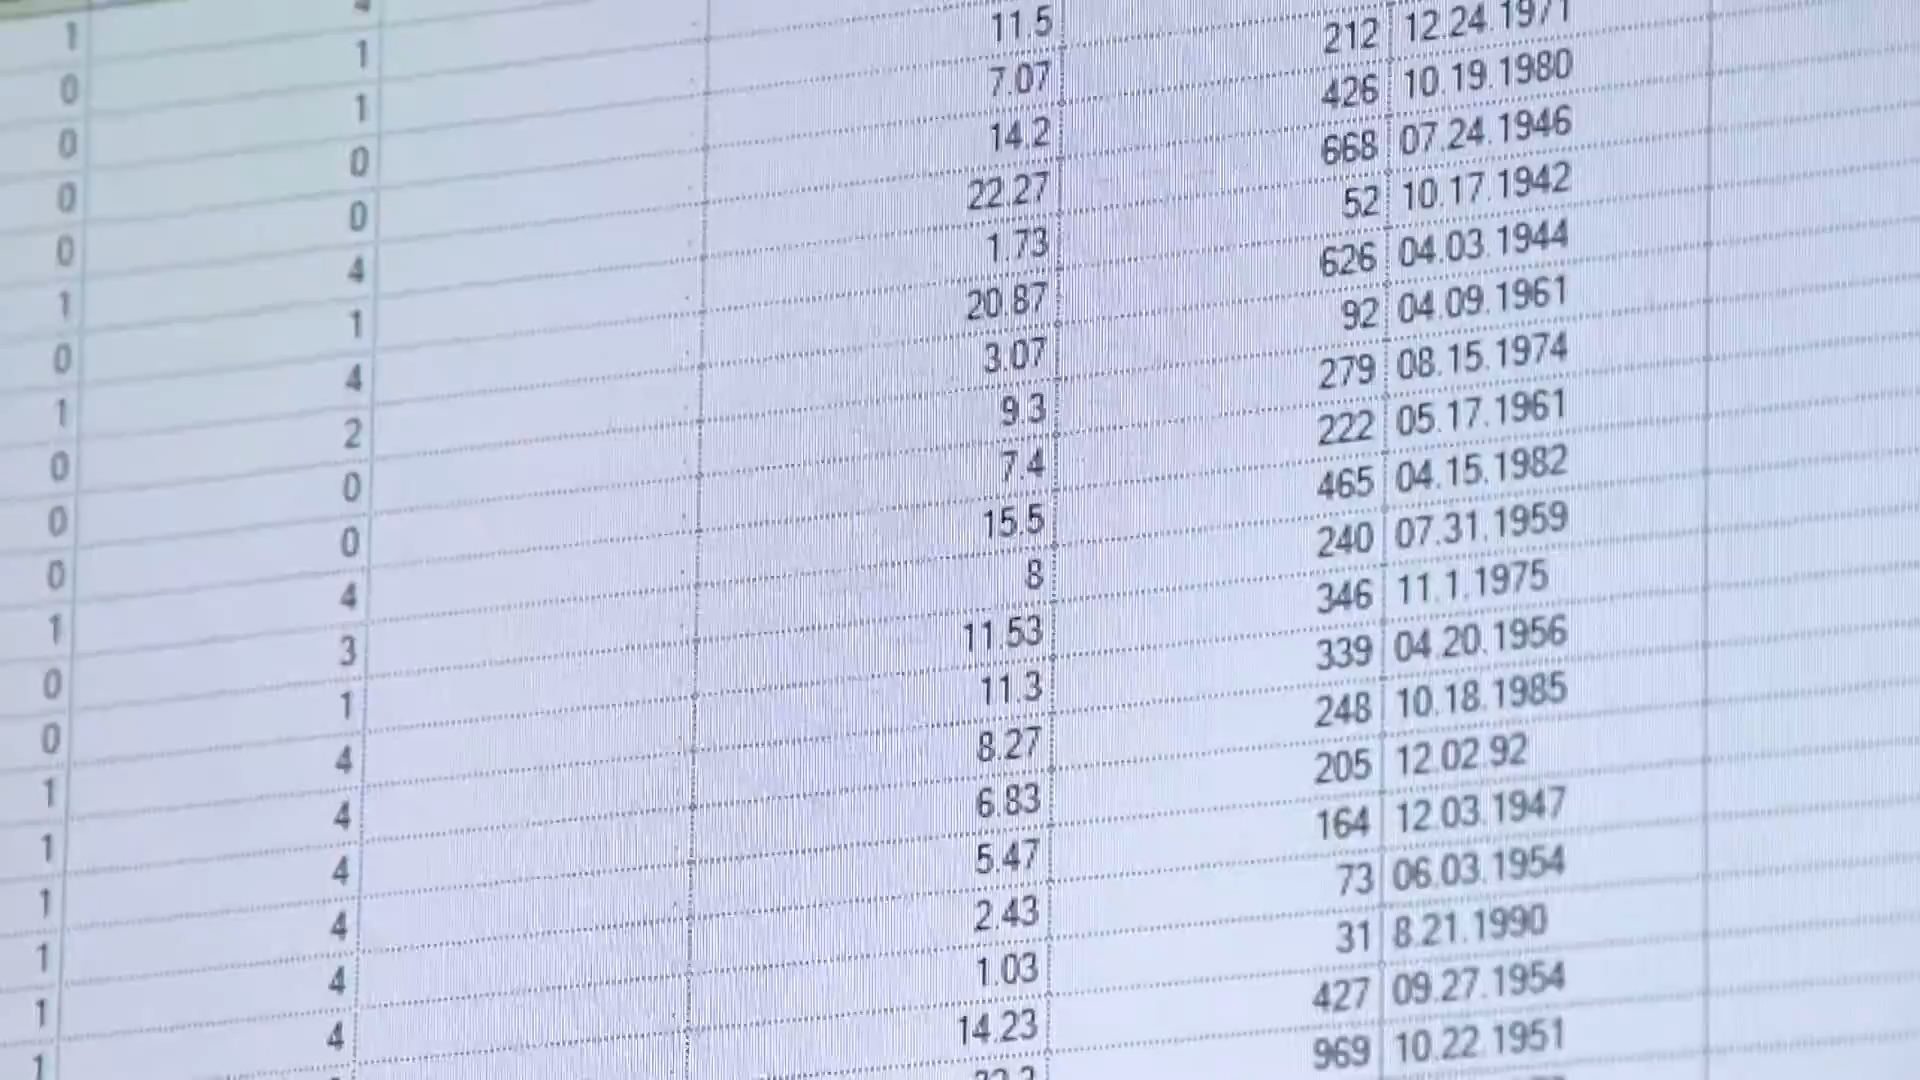 1
0 1
0 1 11.5
0 0 7.07 212 12.24.1971
0 0 14.2 426 10.19.1980
1 4 22.27 668 07.24.1946
0 1 1.73 52 10.17.1942
1 4 20.87 626 04.03.1944
0 2 3.07 92 04.09.1961
0 0 9.3 279 08.15.1974
0 0 7.4 222 05.17.1961
1 4 15.5 465 04.15.1982
0 3 8 240 07.31.1959
0 1 11.53 346 11.1.1975
1 4 11.3 339 04.20.1956
1 4 8.27 248 10.18.1985
1 4 6.83 205 12.02.92
1 4 5.47 164 12.03.1947
1 4 2.43 73 06.03.1954
1 4 1.03 31 8.21.1990
14.23 427 09.27.1954
969 10.22.1951